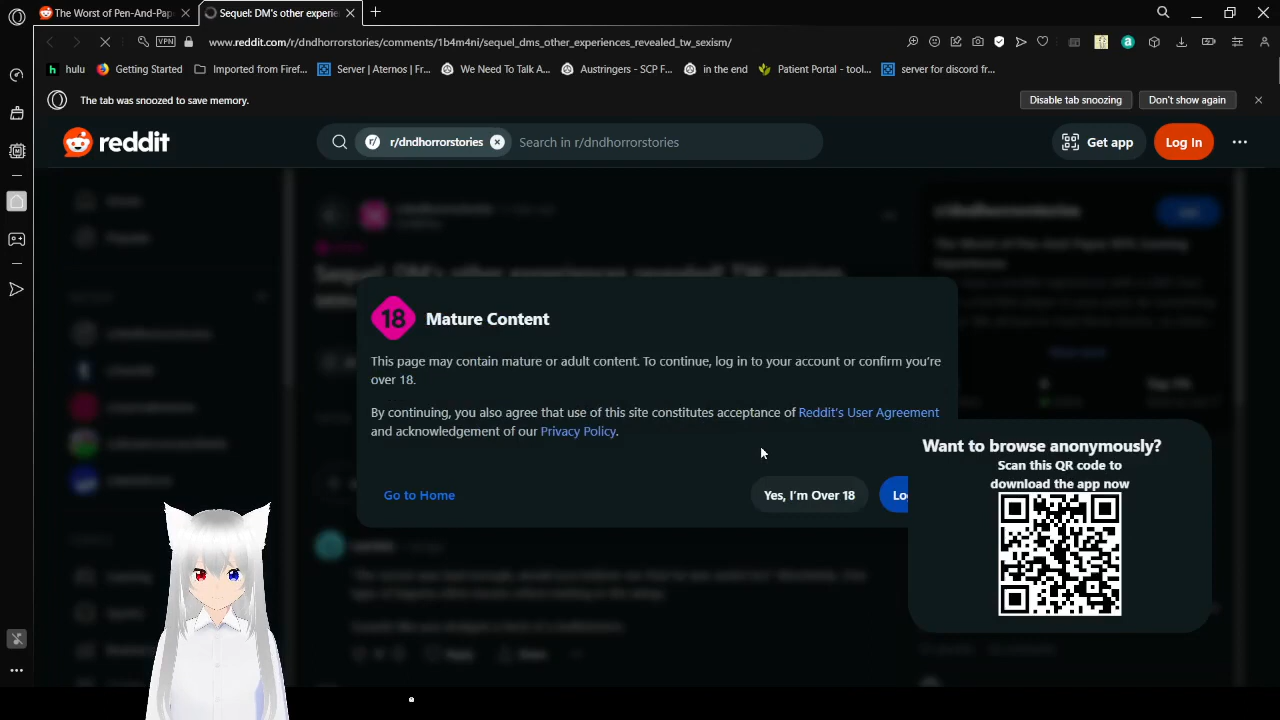 The Worst of Pen-And-Pap
Sequel: DM's other experie
VPN
www.reddit.com/r/dndhorrorstories/comments/1b4m4ni/sequel_dms_other_experiences_revealed_tw_sexism/
hulu
Getting Started
Imported from Firef...
Server | Aternos | Fr...
We Need To Talk A...
Austringers - SCP F...
in the end
Patient Portal - tool...
server for discord fr...
The tab was snoozed to save memory.
Disable tab snoozing
Don't show again
reddit
r/dndhorrorstories
Search in r/dndhorrorstories
Get app
Log In
18 Mature Content
This page may contain mature or adult content. To continue, log in to your account or confirm you're
over 18.
By continuing, you also agree that use of this site constitutes acceptance of Reddit's User Agreement
and acknowledgement of our Privacy Policy.
Go to Home
Yes, I'm Over 18
Lo
Want to browse anonymously?
Scan this QR code to
download the app now